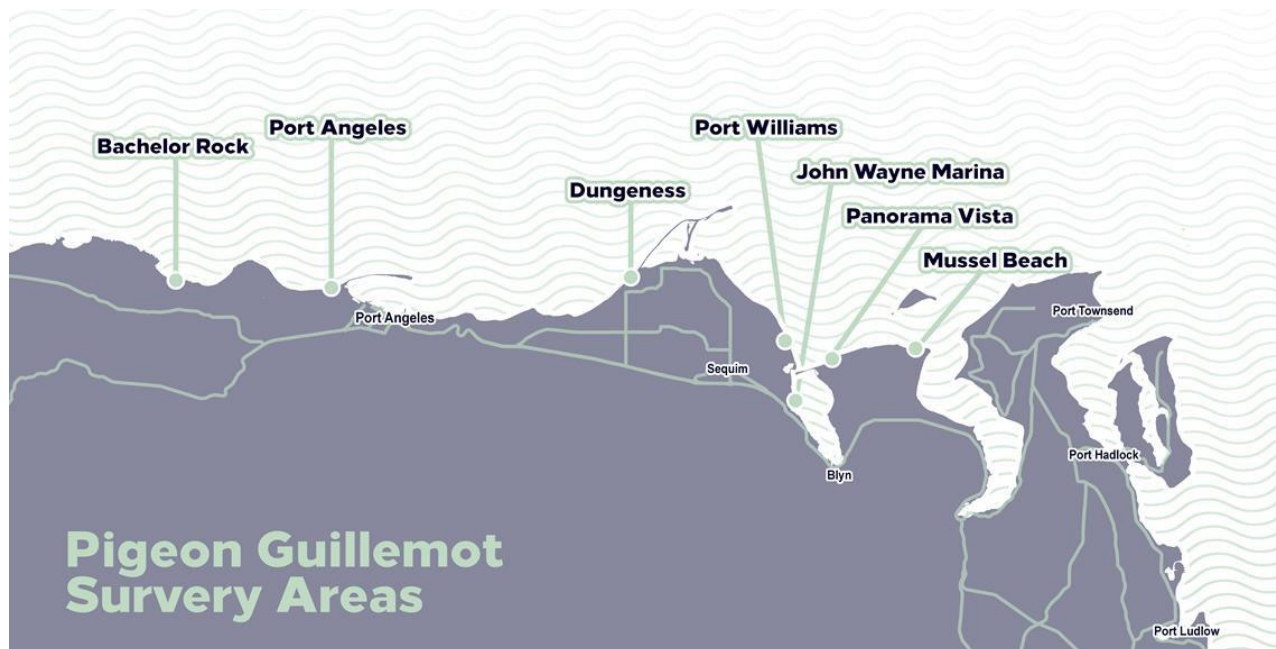 Bachelor Rock
Port Angeles
Dungeness
Port Williams
John Wayne Marina
Panorama Vista
Mussel Beach
Port Townsend
Port Angeles
Sequim
Port Hadlock
Blyn
Port Ludlow
Pigeon Guillemot
Survery Areas